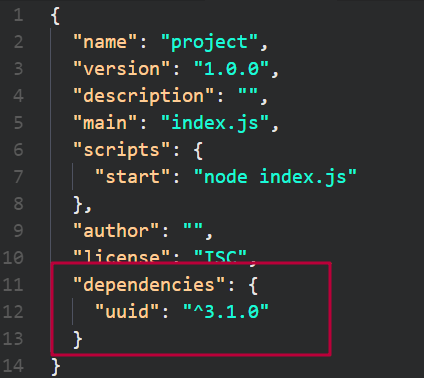 1 {
2 "name": "project",
3 "version": "1.0.0",
4 "description": "",
5 "main": "index.js",
6 "scripts": {
7 "start": "node index.js"
8 },
9 "author": "",
10 "license": "ISC",
11 "dependencies": {
12 "uuid": "^3.1.0"
13 }
14 }